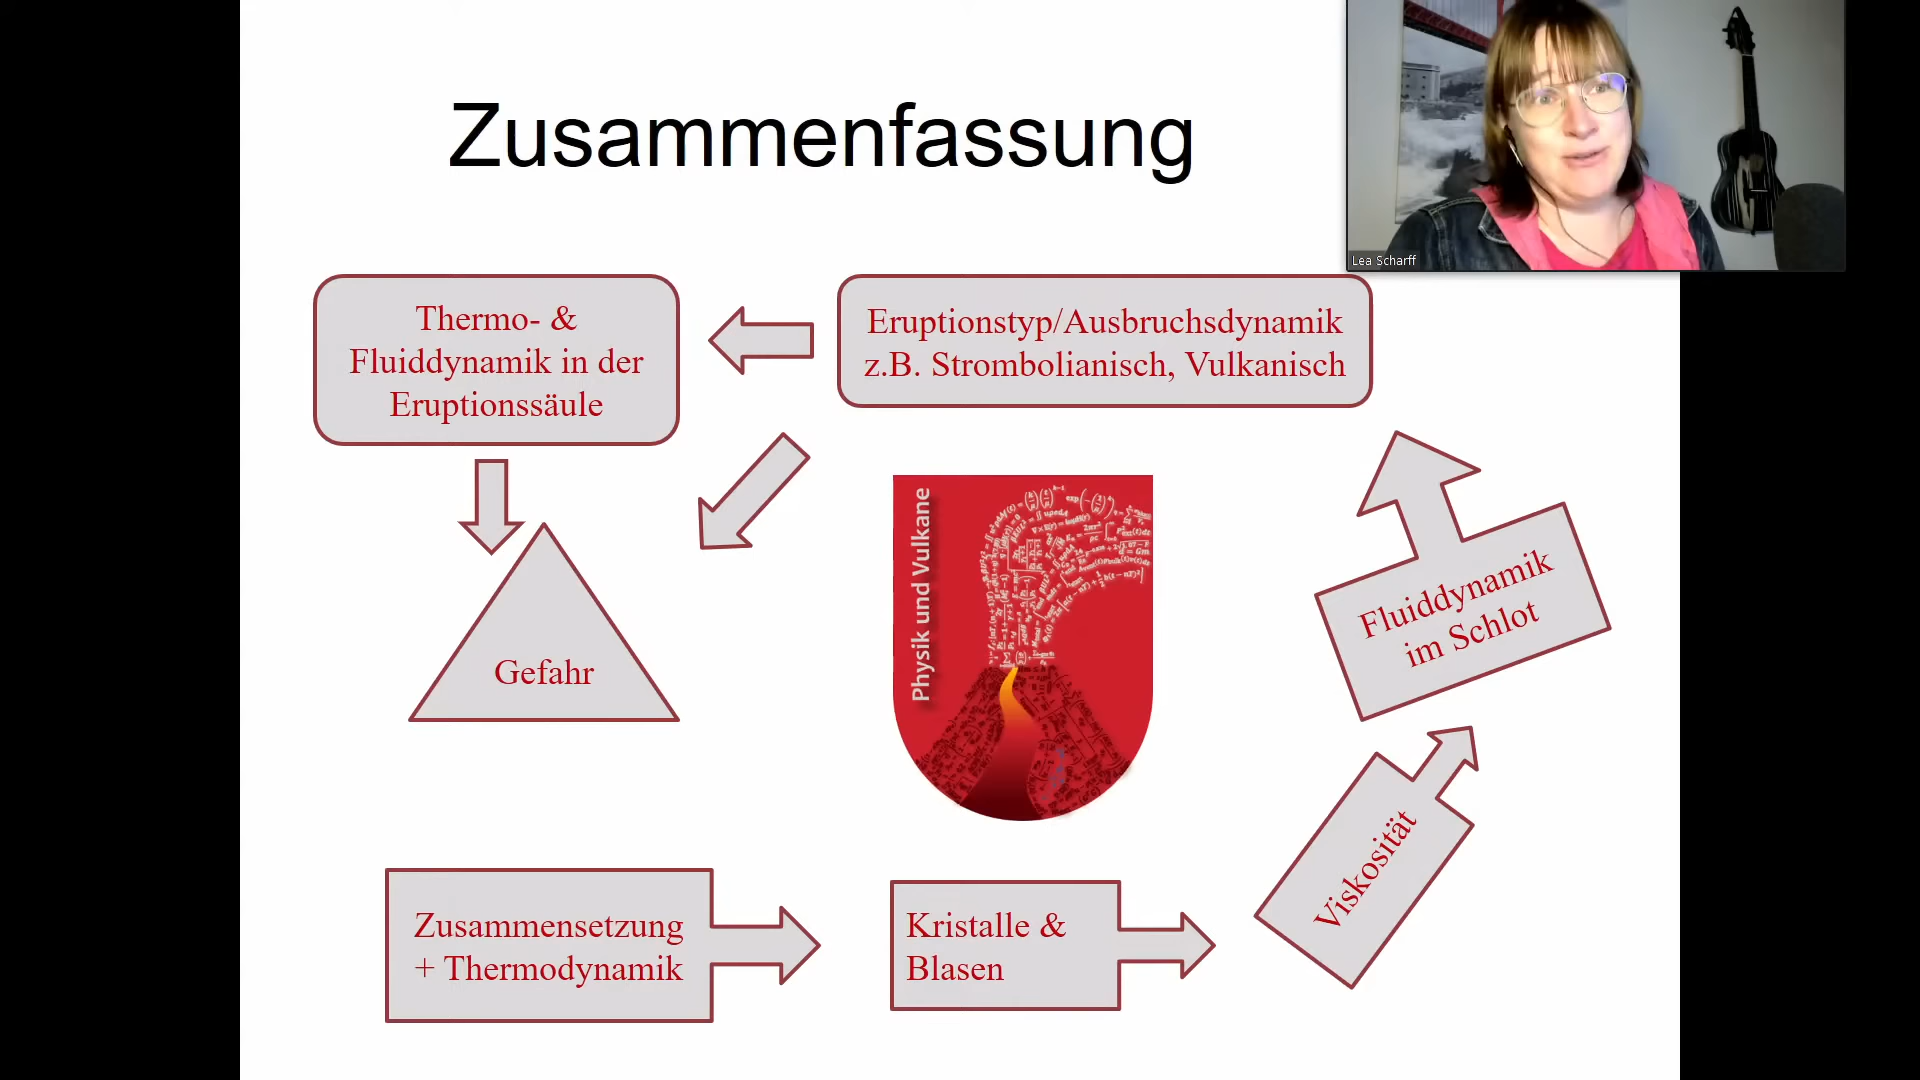 Zusammenfassung
Lea Scharff
Thermo- &
Fluiddynamik in der
Eruptionssäule
Eruptionstyp/Ausbruchsdynamik
z.B. Strombolianisch, Vulkanisch
Gefahr
Physik und Vulkane
Fluiddynamik
im Schlot
Viskosität
Zusammensetzung
+ Thermodynamik
Kristalle &
Blasen